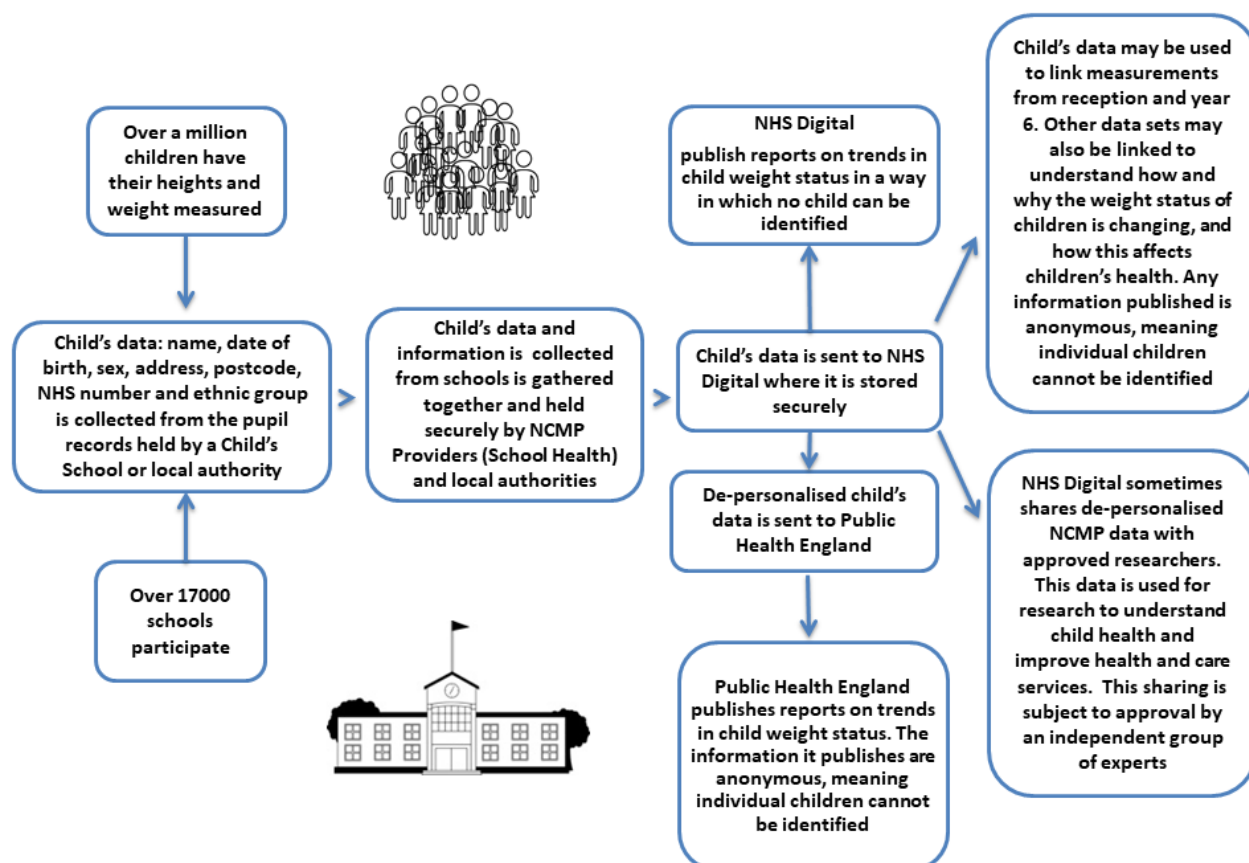 Over a million
children have
their heights and
weight measured
Child's data: name, date of
birth, sex, address, postcode,
NHS number and ethnic group
is collected from the pupil
records held by a Child's
School or local authority
Over 17000
schools
participate
Child's data and
information is collected
from schools is gathered
together and held
securely by NCMP
Providers (School Health)
and local authorities
NHS Digital
publish reports on trends in
child weight status in a way
in which no child can be
identified
Child's data is sent to NHS
Digital where it is stored
securely
De-personalised child's
data is sent to Public
Health England
Public Health England
publishes reports on trends
in child weight status. The
information it publishes are
anonymous, meaning
individual children cannot
be identified
Child's data may be used
to link measurements
from reception and year
6. Other data sets may
also be linked to
understand how and
why the weight status of
children is changing, and
how this affects
children's health. Any
information published is
anonymous, meaning
individual children
cannot be identified
NHS Digital sometimes
shares de-personalised
NCMP data with
approved researchers.
This data is used for
research to understand
child health and
improve health and care
services. This sharing is
subject to approval by
an independent group
of experts